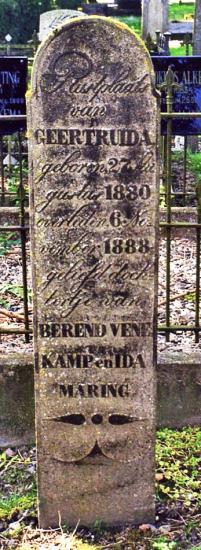 Rustplaats
van
GEERTRUIDA
geboren 27 Au
gustus 1880
overleden 6 No
vember 1888
geliefd doch
tertje van
BEREND VENE
KAMP en IDA
MARING